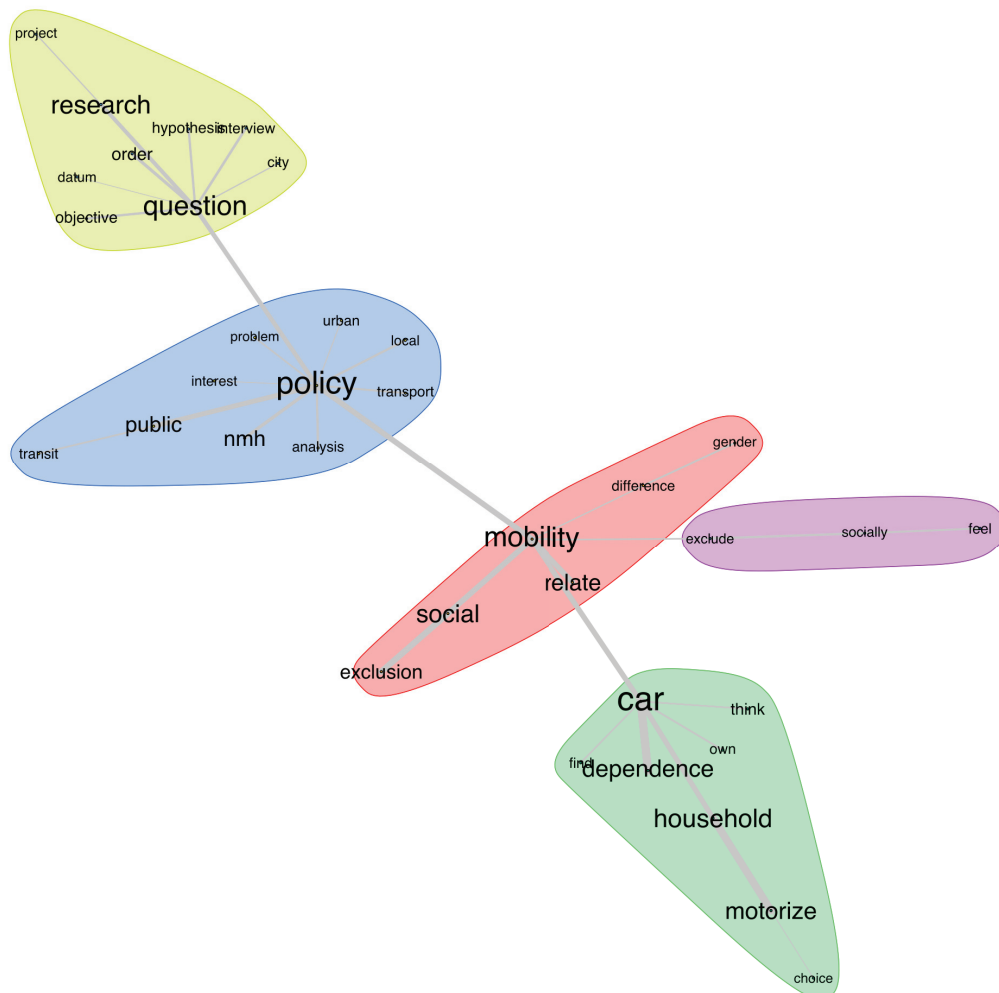 project
research
hypothesis
interview
order
city
datum
question
objective
urban
problem
local
interest
policy
transport
public
nmh
analysis
transit
gender
difference
mobility
exclude
socially
feel
relate
social
exclusion
car
think
own
find
dependence
household
motorize
choice